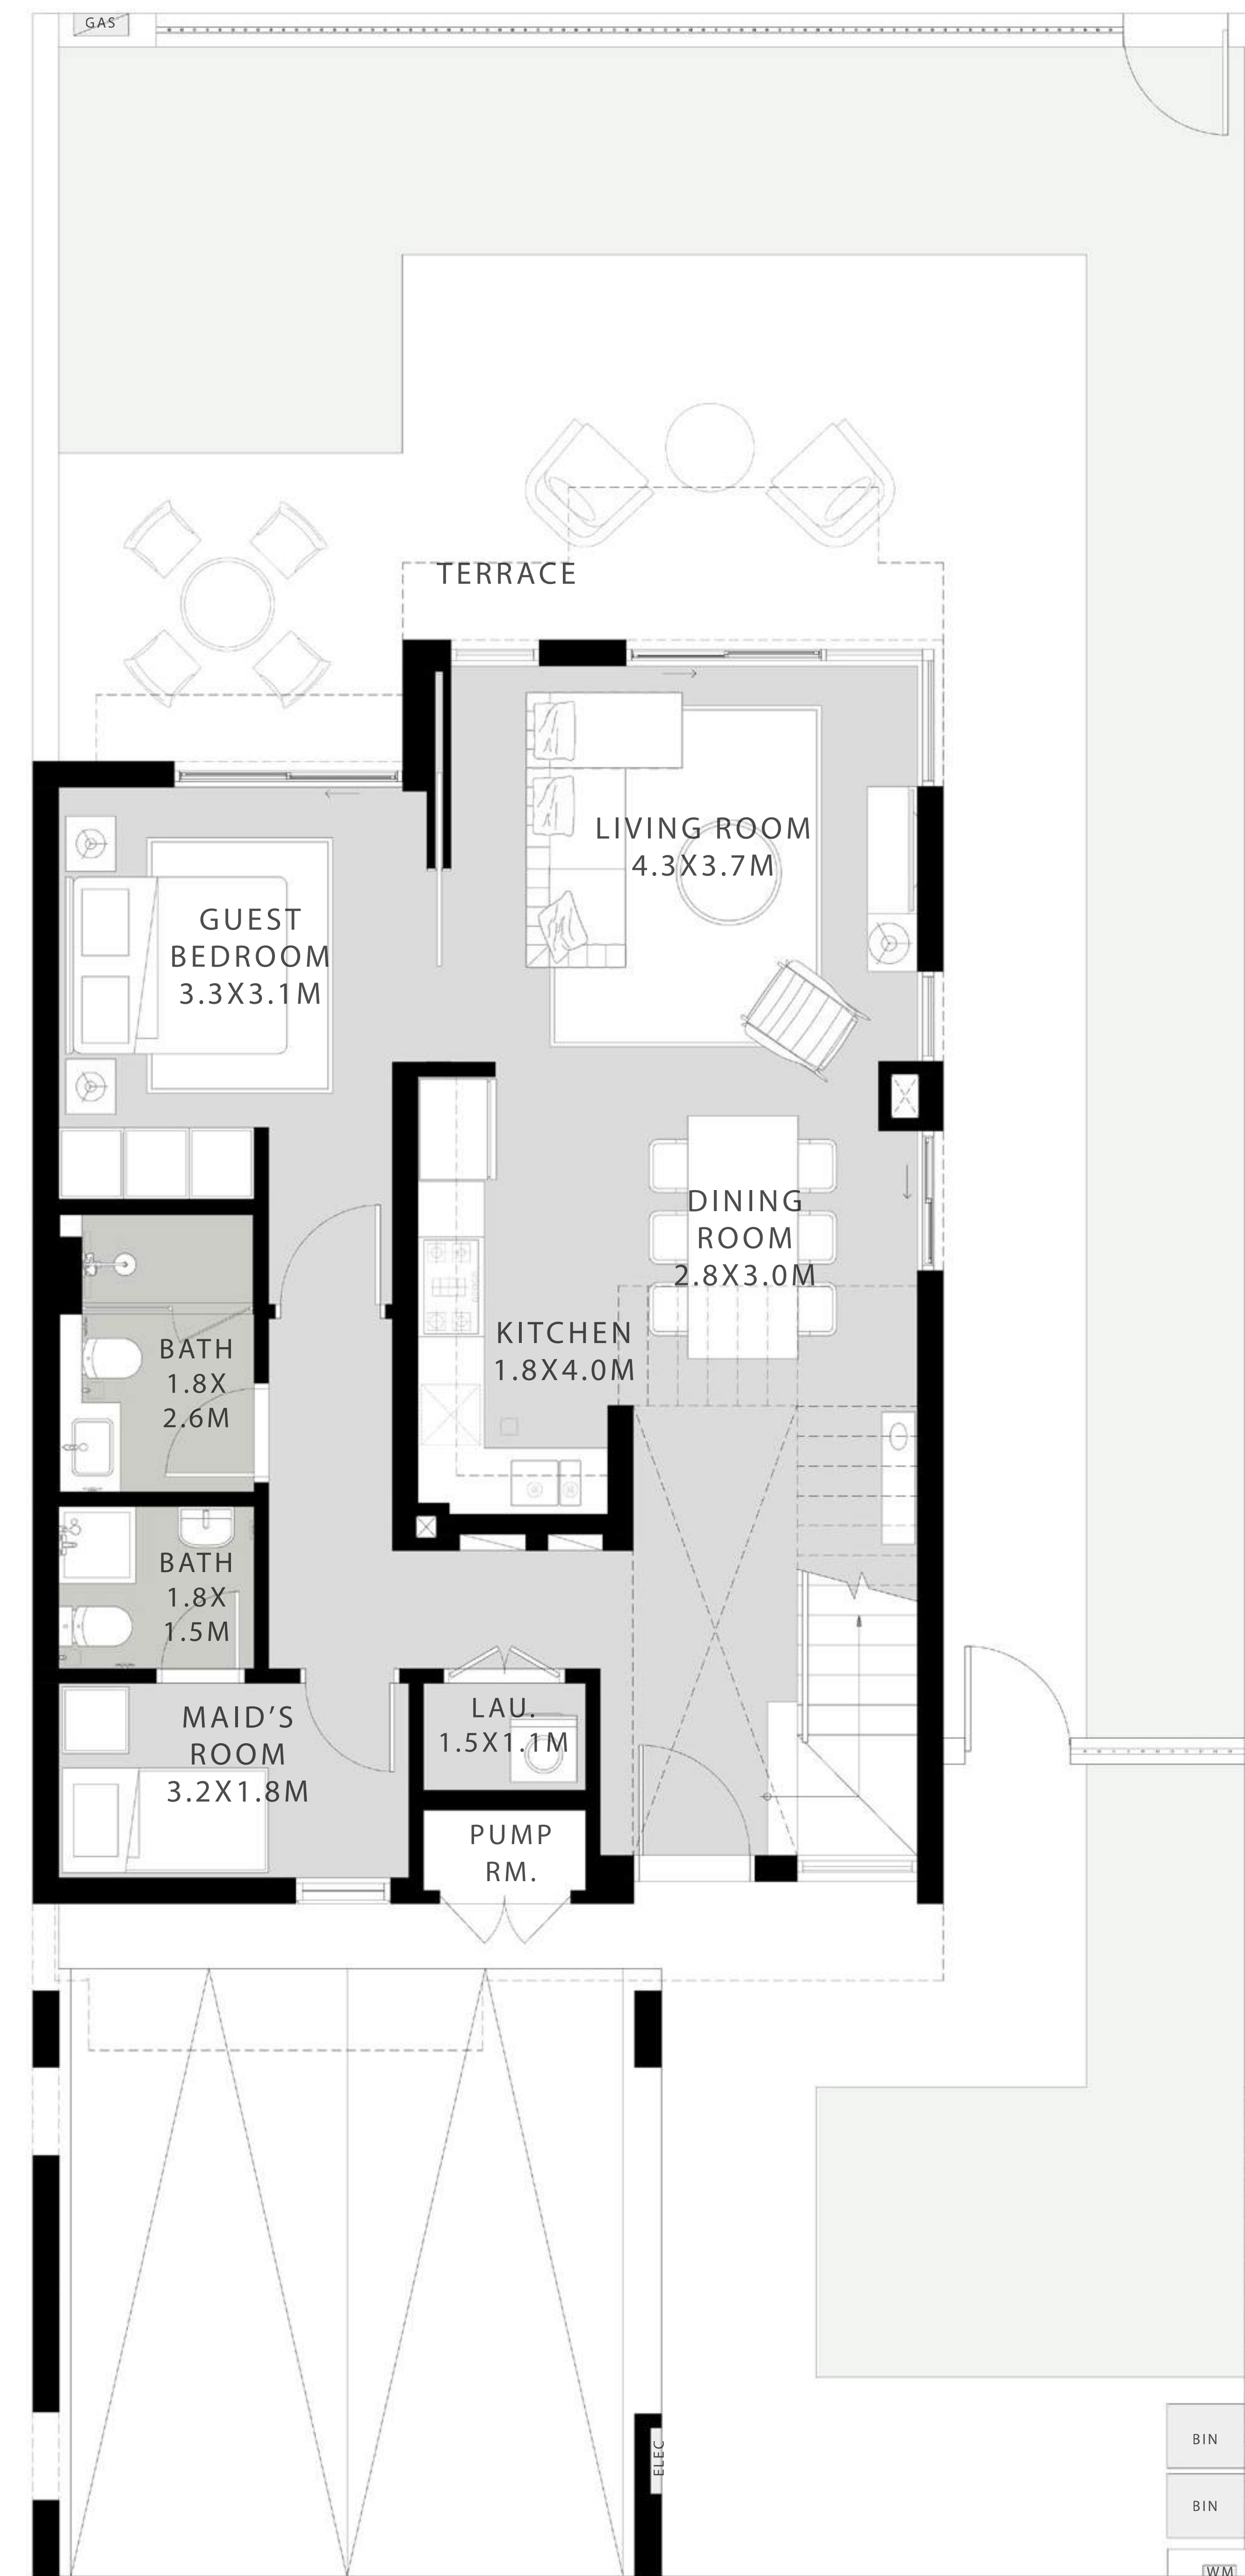 GAS
TERRACE
LIVING ROOM
4.3X3.7M
GUEST
BEDROOM
3.3X3.1M
DINING
ROOM
2.8X3.0M
KITCHEN
1.8X4.0M
BATH
1.8X
2.6M
BATH
1.8X
1.5M
MAID’S
ROOM
3.2X1.8M
LAU.
1.5X1.1M
PUMP
RM.
ELEC
BIN
BIN
WM